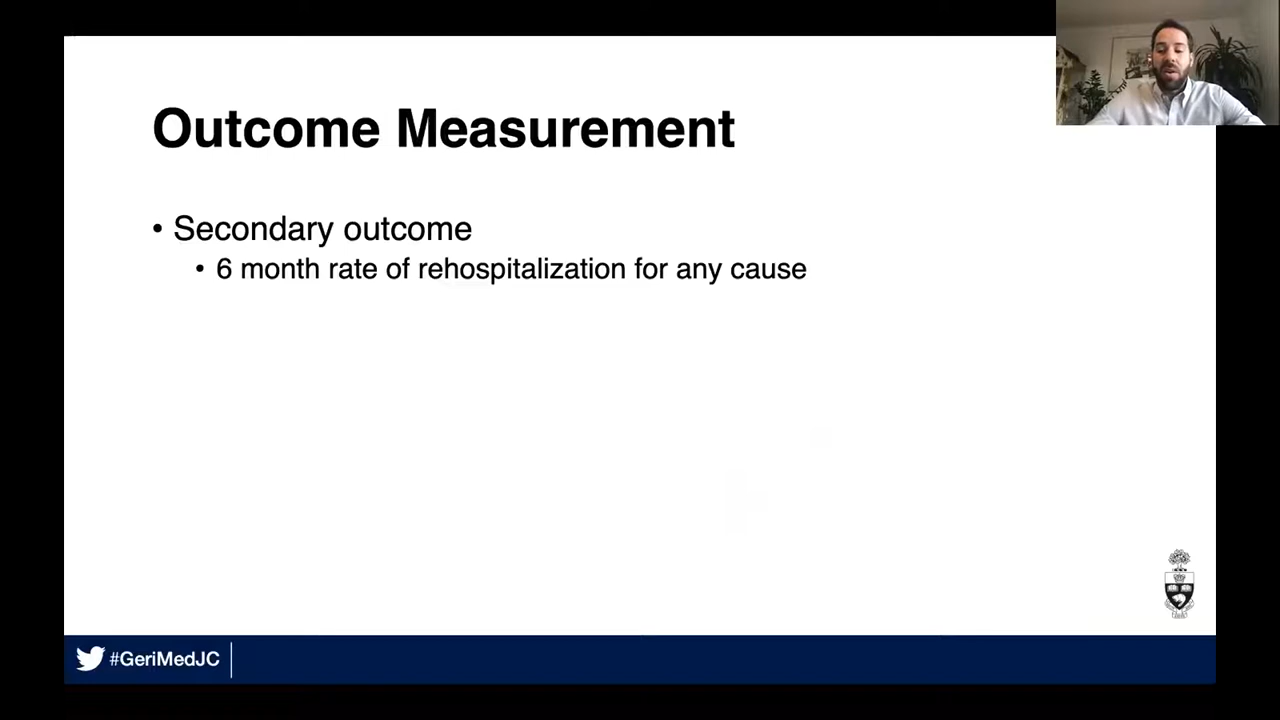 Outcome Measurement
• Secondary outcome
• 6 month rate of rehospitalization for any cause
#GeriMedJC